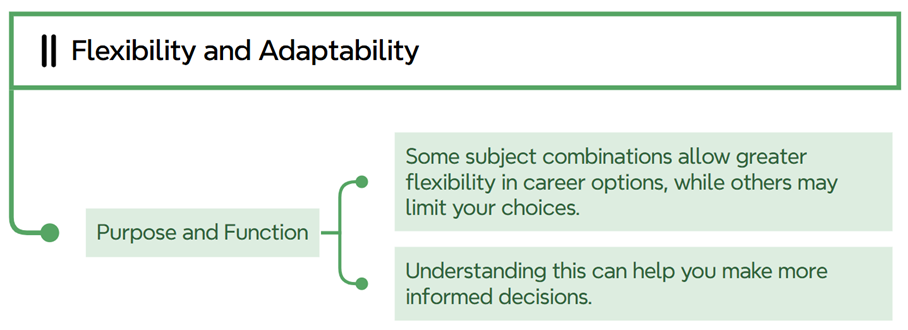 Flexibility and Adaptability
Some subject combinations allow greater
flexibility in career options, while others may
limit your choices.
Purpose and Function
Understanding this can help you make more
informed decisions.